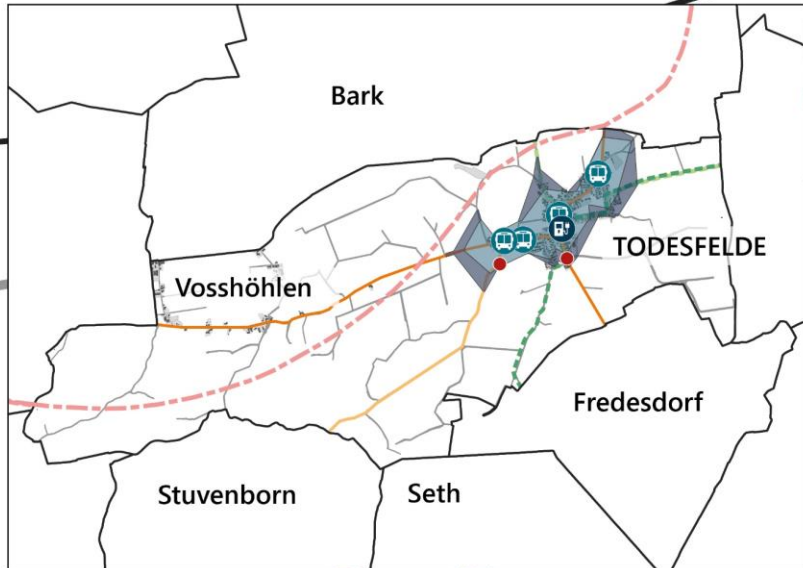 Bark
TODESFELDE
Vosshöhlen
Fredesdorf
Stuvenborn
Seth